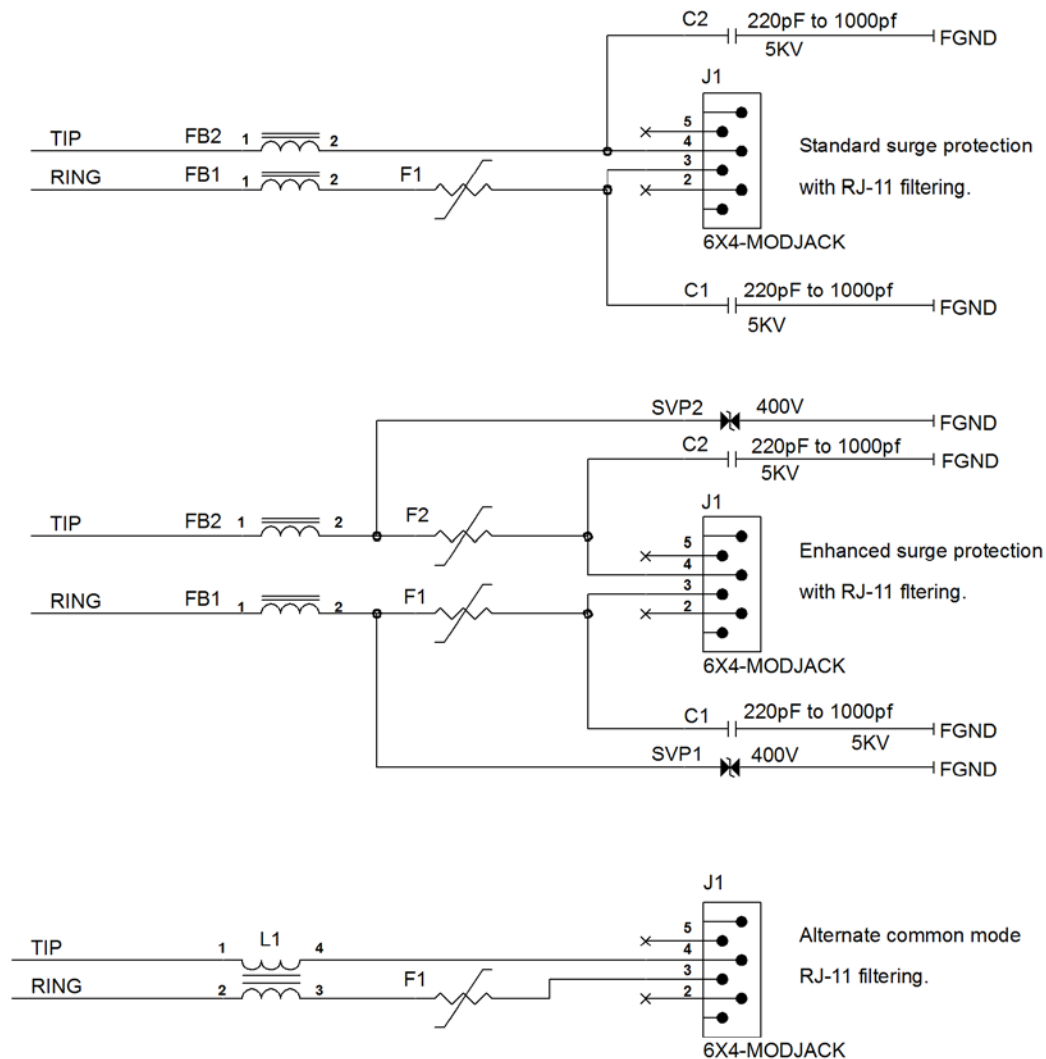 C2 220pF to 1000pf
5KV
FGND
J1
TIP FB2 1 2
RING FB1 1 2 F1
5
4
3
2
Standard surge protection
with RJ-11 filtering.
6X4-MODJACK
C1 220pF to 1000pf
5KV
FGND
SVP2 400V
FGND
C2 220pF to 1000pf
5KV
FGND
J1
TIP FB2 1 2 F2
RING FB1 1 2 F1
5
4
3
2
Enhanced surge protection
with RJ-11 fltering.
6X4-MODJACK
C1 220pF to 1000pf
5KV
FGND
SVP1 400V
FGND
J1
TIP 1 L1 4
RING 2 3 F1
5
4
3
2
Alternate common mode
RJ-11 filtering.
6X4-MODJACK